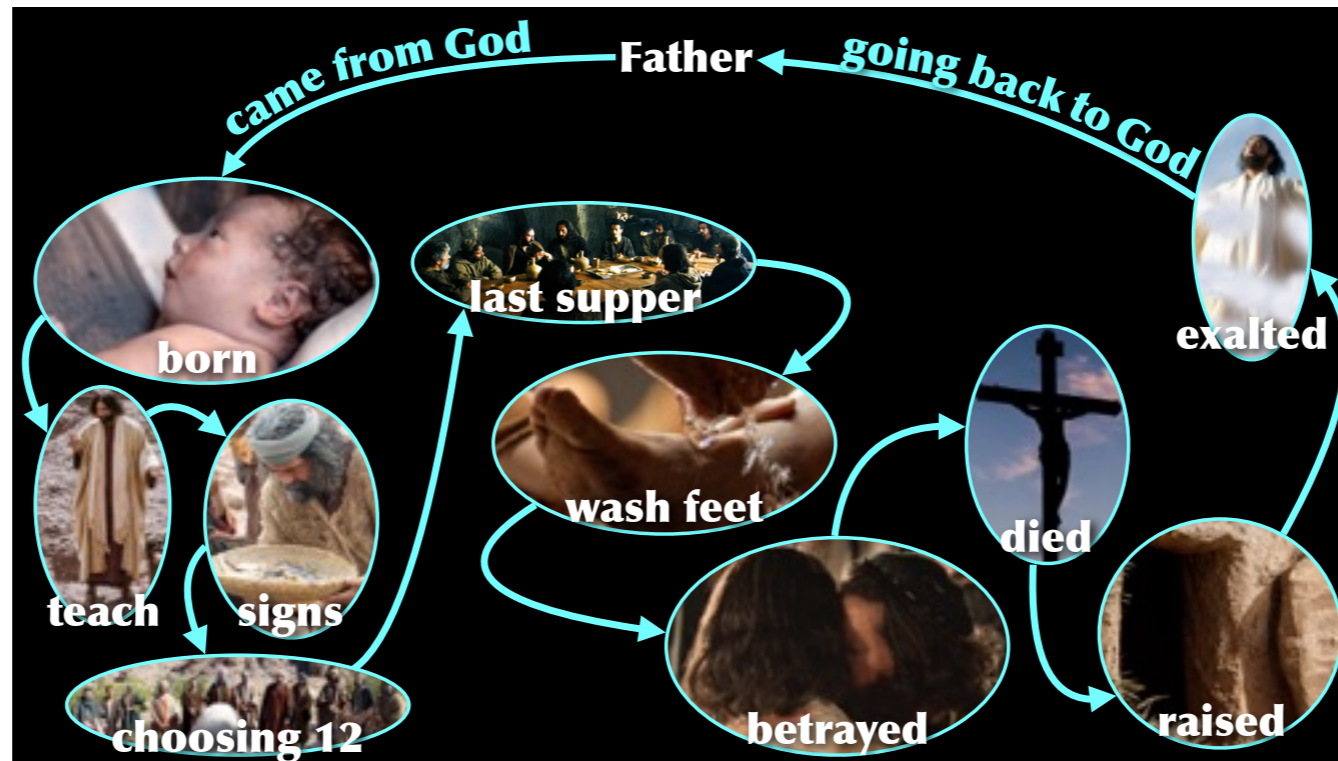 Father
came from God
born
teach
signs
choosing 12
last supper
wash feet
betrayed
died
raised
exalted
going back to God